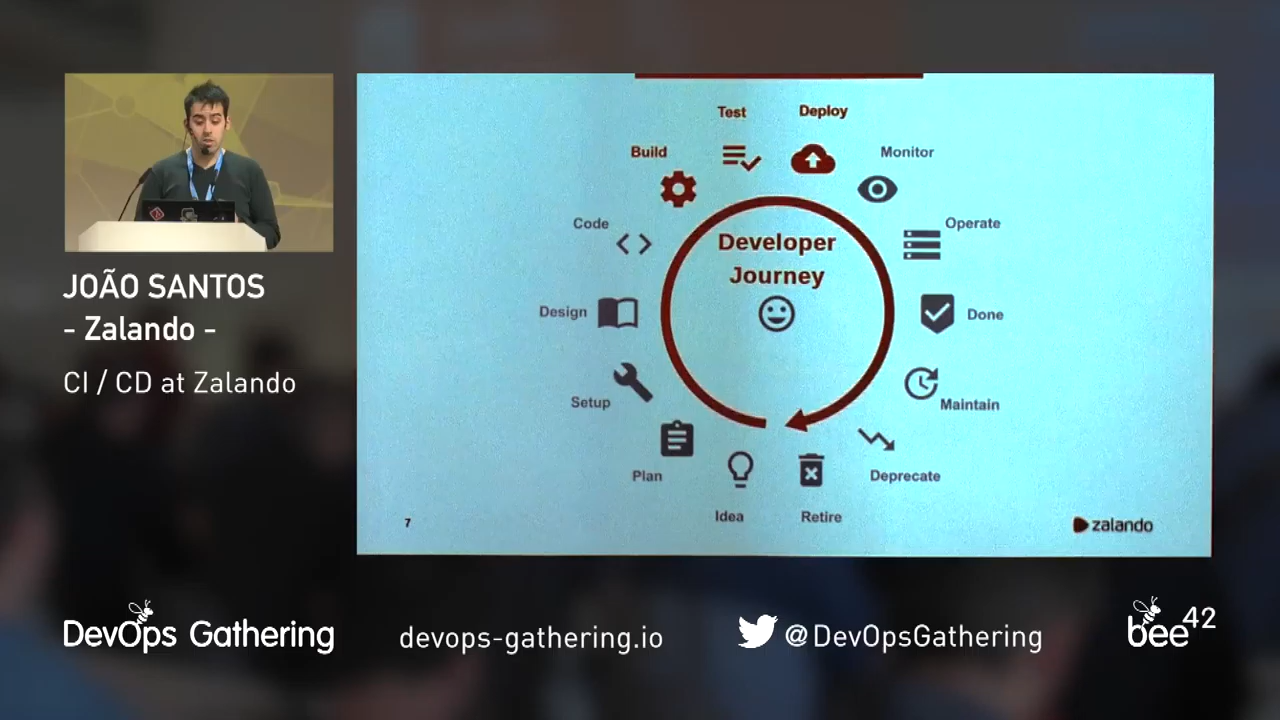 JOÃO SANTOS
- Zalando -
CI / CD at Zalando
Test
Deploy
Build
Monitor
Code
Operate
Developer
Journey
Design
Done
Setup
Maintain
Plan
Deprecate
Idea
Retire
7
zalando
DevOps Gathering
devops-gathering.io
@DevOpsGathering
bee42